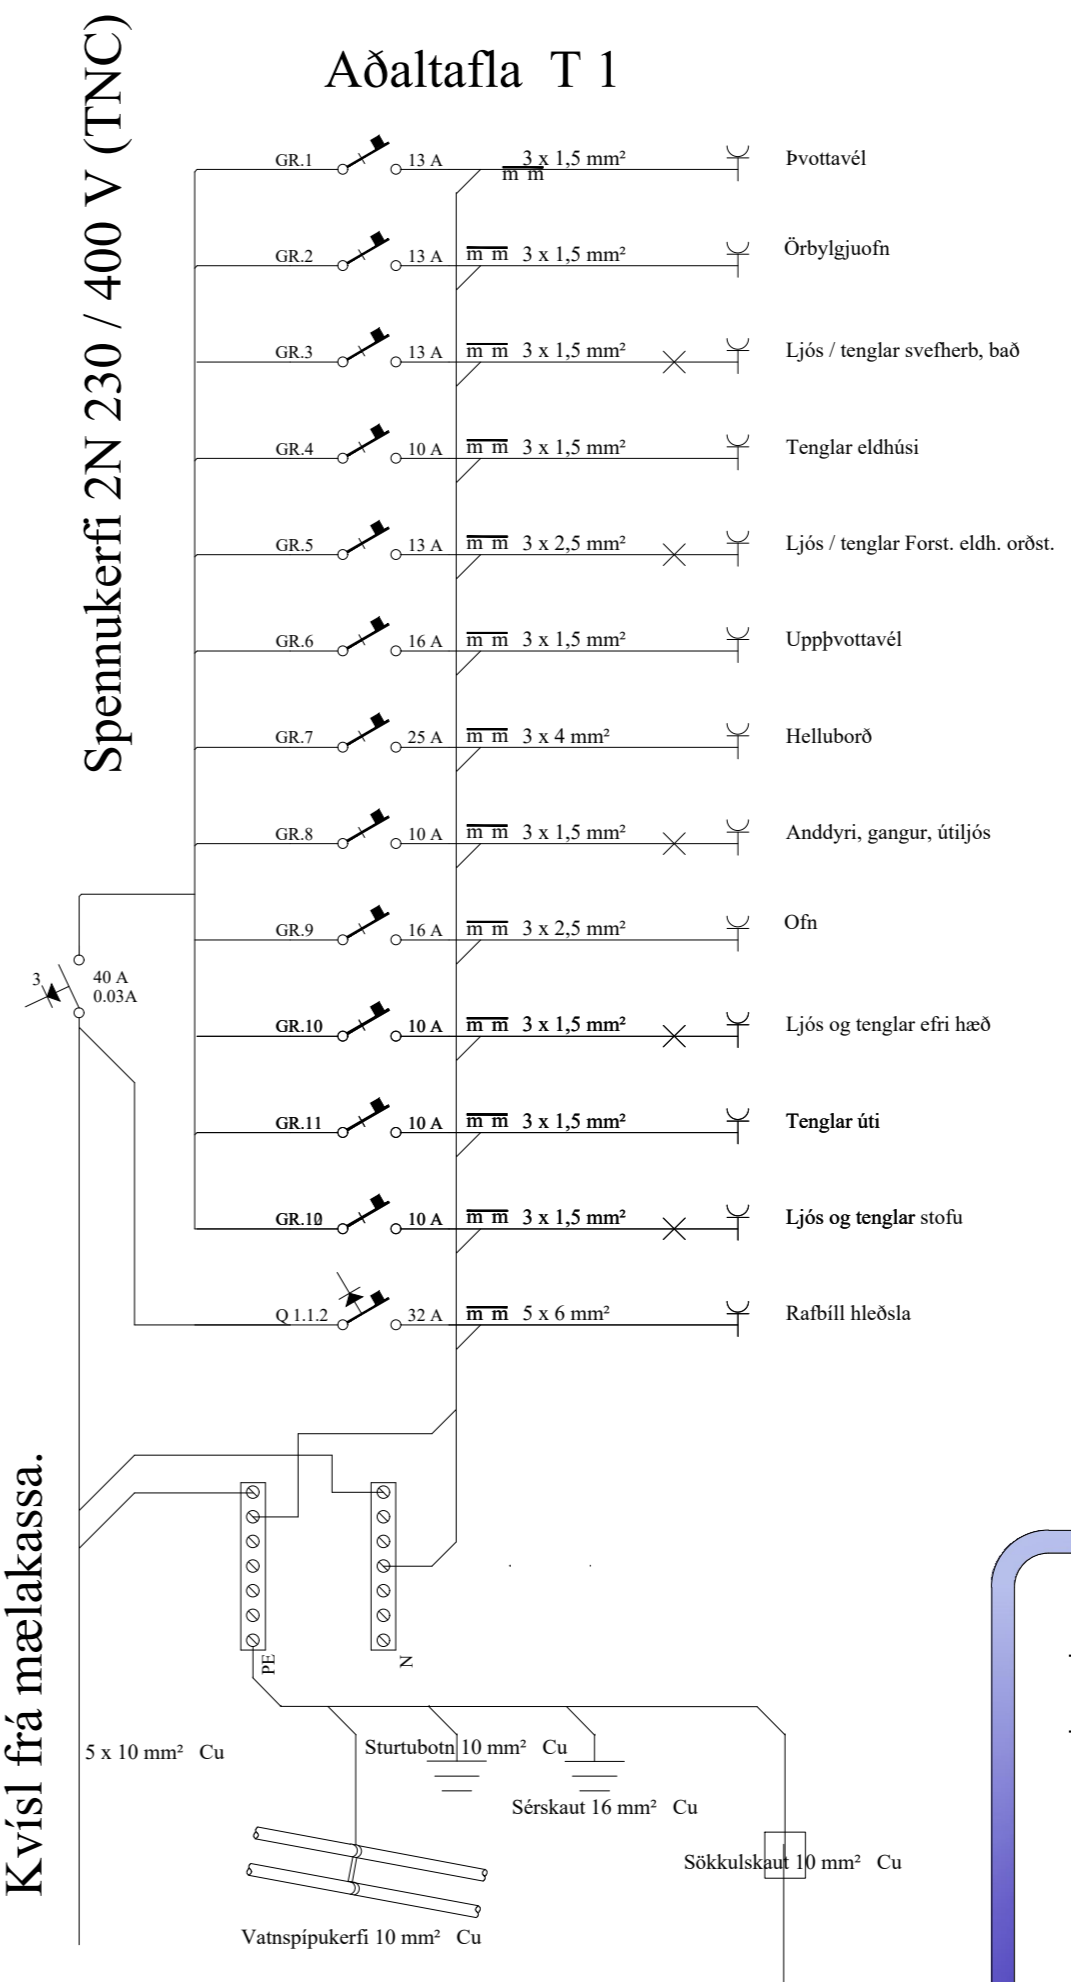 Aðaltafla T 1
Spennukerfi 2N 230 / 400 V (TNC)
GR.1 13 A 3 x 1,5 mm² Þvottavél
m m
GR.2 13 A m m 3 x 1,5 mm² Örbylgjuofn
GR.3 13 A m m 3 x 1,5 mm² Ljós / tenglar svefherb, bað
GR.4 10 A m m 3 x 1,5 mm² Tenglar eldhúsi
GR.5 13 A m m 3 x 2,5 mm² Ljós / tenglar Forst. eldh. orðst.
GR.6 16 A m m 3 x 1,5 mm² Uppþvottavél
GR.7 25 A m m 3 x 4 mm² Helluborð
GR.8 10 A m m 3 x 1,5 mm² Anddyri, gangur, útiljós
GR.9 16 A m m 3 x 2,5 mm² Ofn
3 40 A
0.03A
GR.10 10 A m m 3 x 1,5 mm² Ljós og tenglar efri hæð
GR.11 10 A m m 3 x 1,5 mm² Tenglar úti
10 A m m 3 x 1,5 mm² Ljós og tenglar stofu
Q 1.1.2 32 A m m 5 x 6 mm² Rafbíll hleðsla
Kvísl frá mælakassa.
PE
N
5 x 10 mm² Cu
Sturtubotn 10 mm² Cu
Sérskaut 16 mm² Cu
Sökkulskaut 10 mm² Cu
Vatnspípukerfi 10 mm² Cu